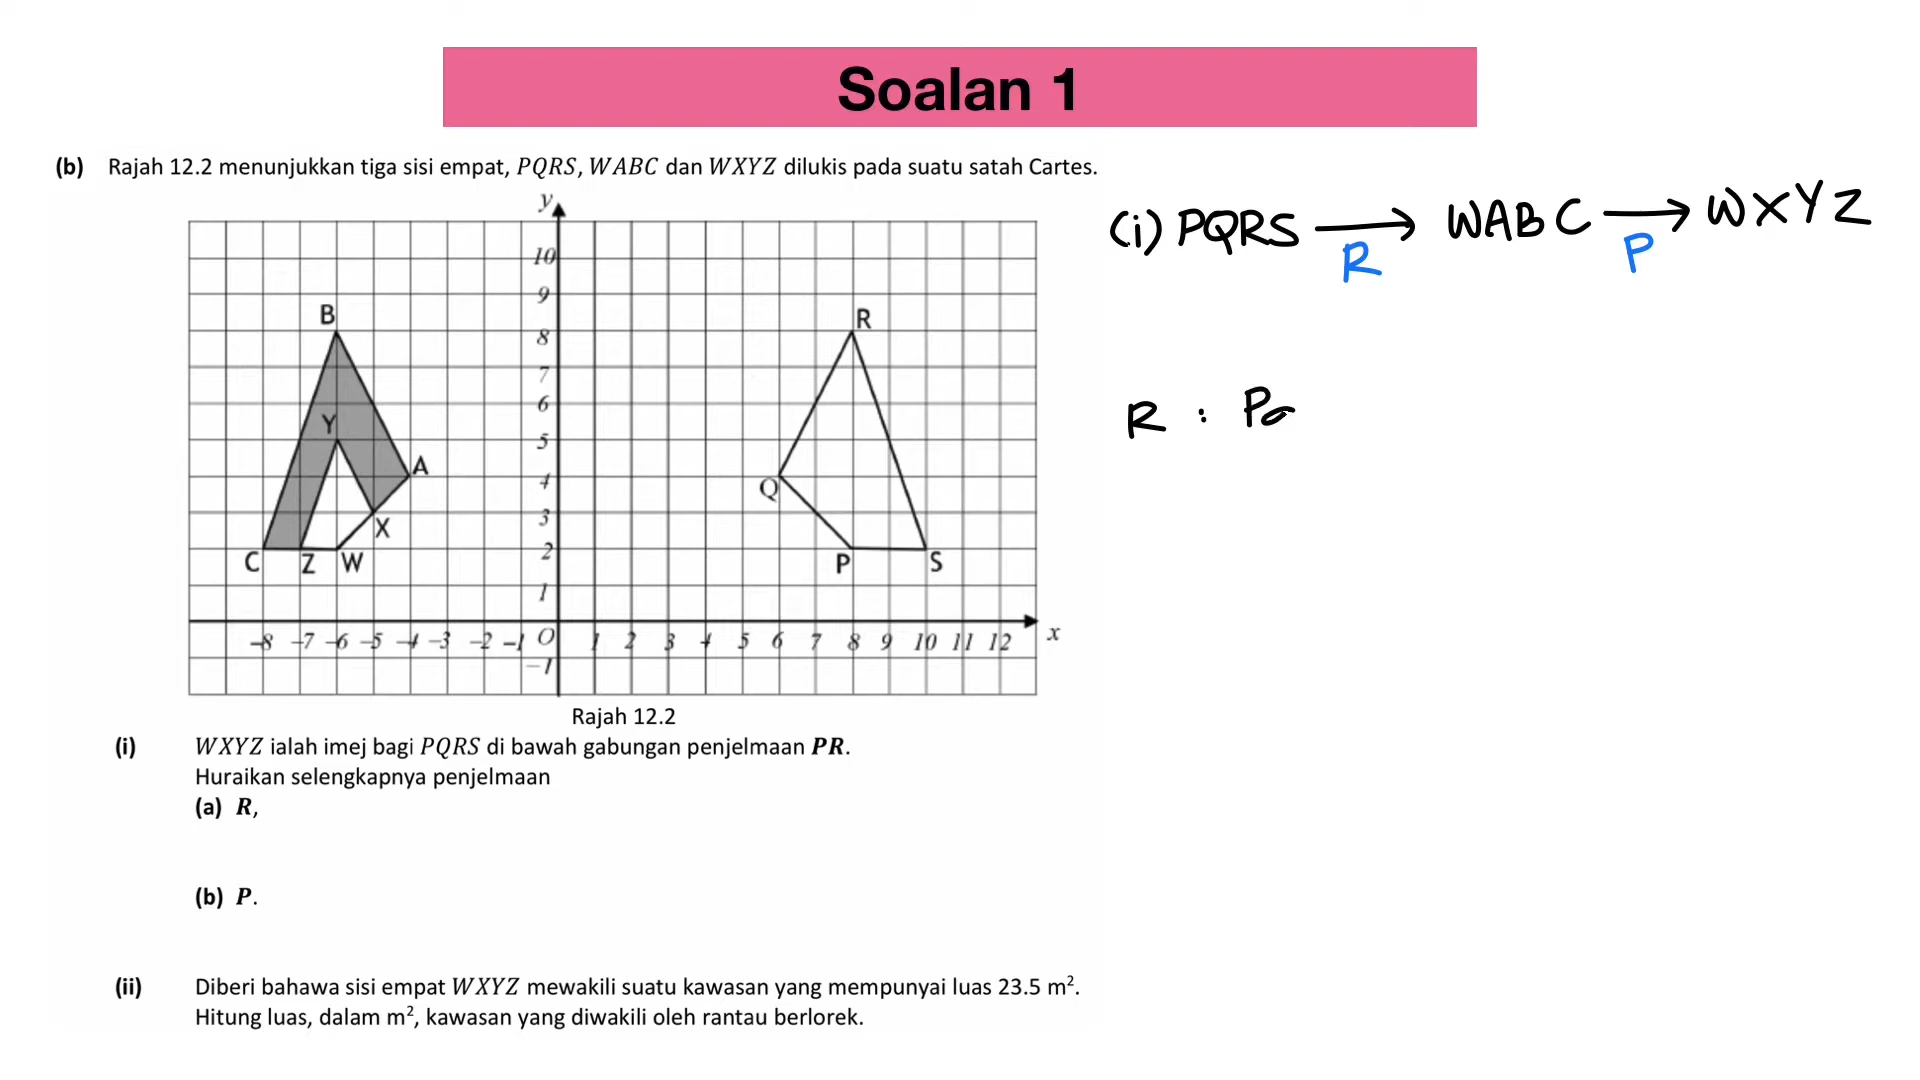 Soalan 1
(b) Rajah 12.2 menunjukkan tiga sisi empat, PQRS, WABC dan WXYZ dilukis pada suatu satah Cartes.
(i) PQRS → WABC → WXYZ
R P
y
10
9
8
7
6
5
4
3
2
1
B
R
Y
A
Q
X
C Z W
P S
-8 -7 -6 -5 -4 -3 -2 -1 O 1 2 3 4 5 6 7 8 9 10 11 12 x
-1
R : Pa
Rajah 12.2
(i) WXYZ ialah imej bagi PQRS di bawah gabungan penjelmaan PR.
Huraikan selengkapnya penjelmaan
(a) R,
(b) P.
(ii) Diberi bahawa sisi empat WXYZ mewakili suatu kawasan yang mempunyai luas 23.5 m².
Hitung luas, dalam m², kawasan yang diwakili oleh rantau berlorek.